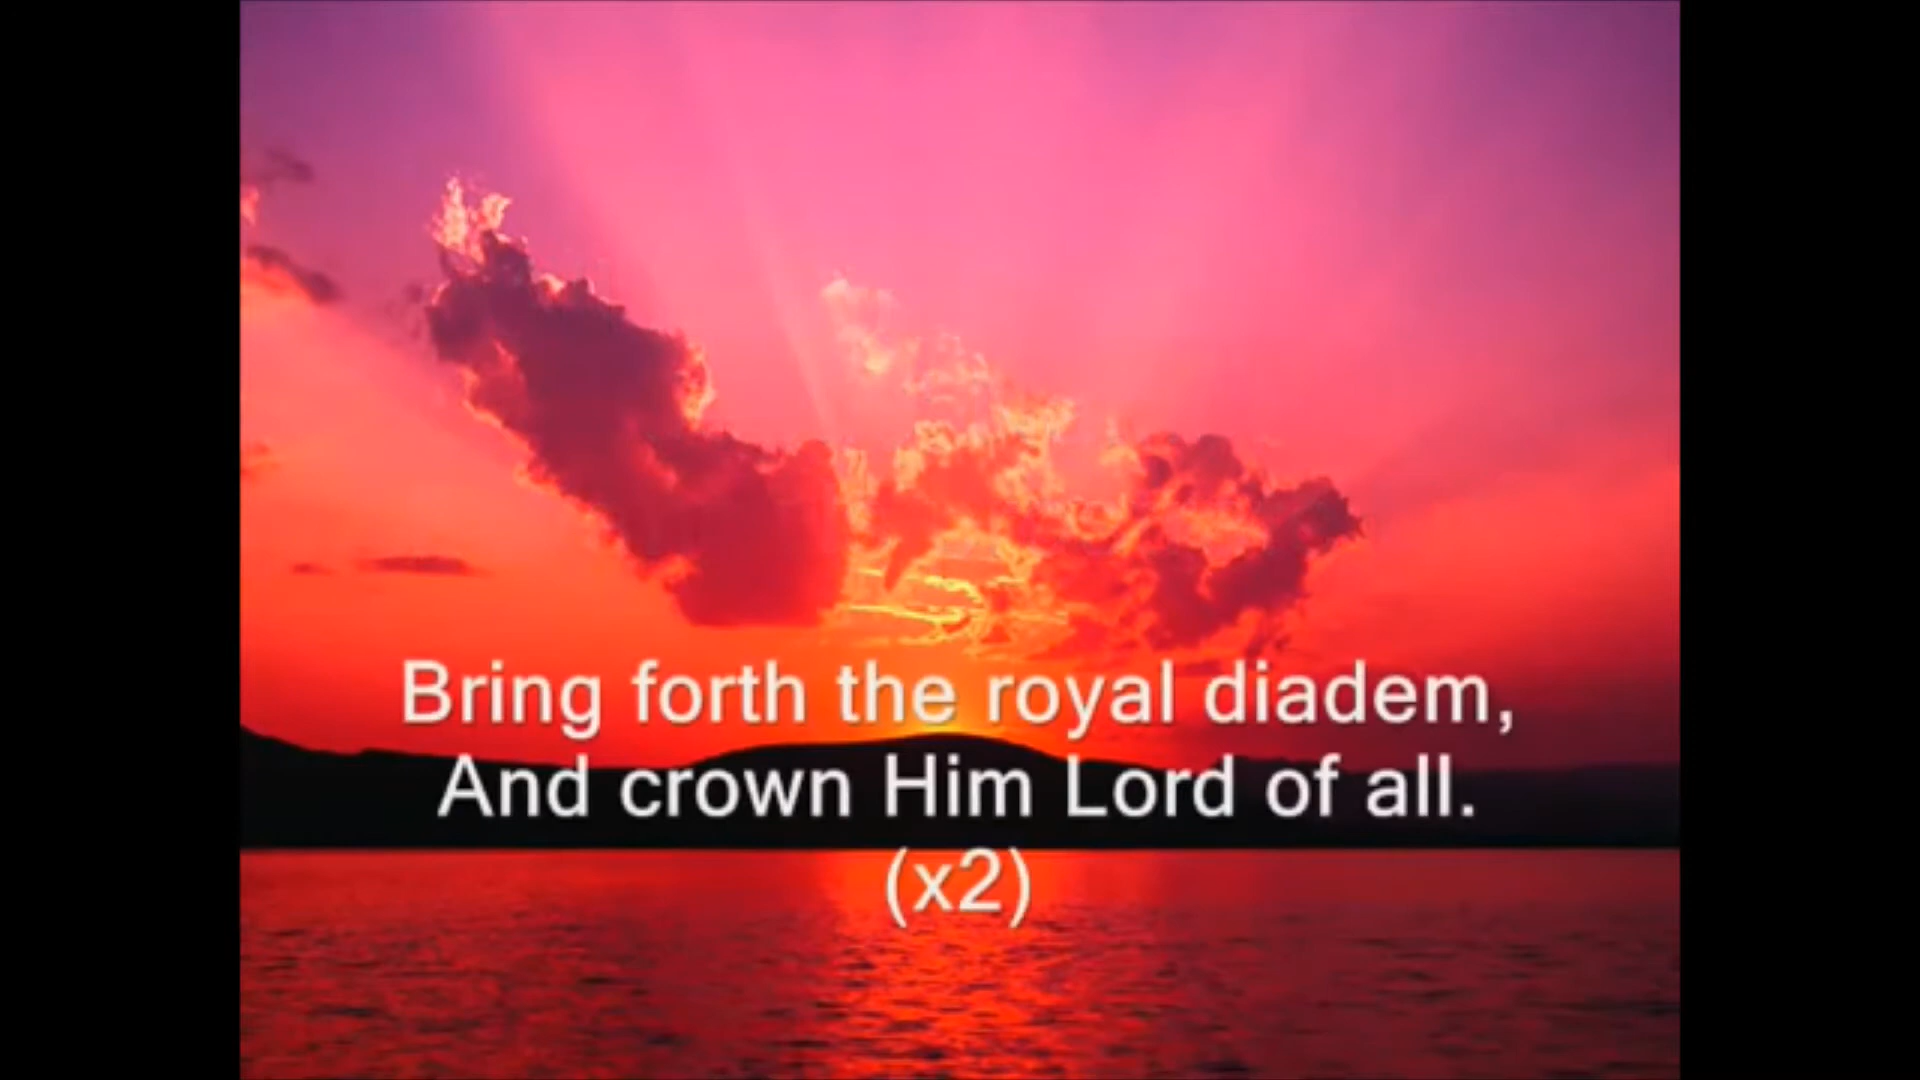 Bring forth the royal diadem,
And crown Him Lord of all.
(x2)